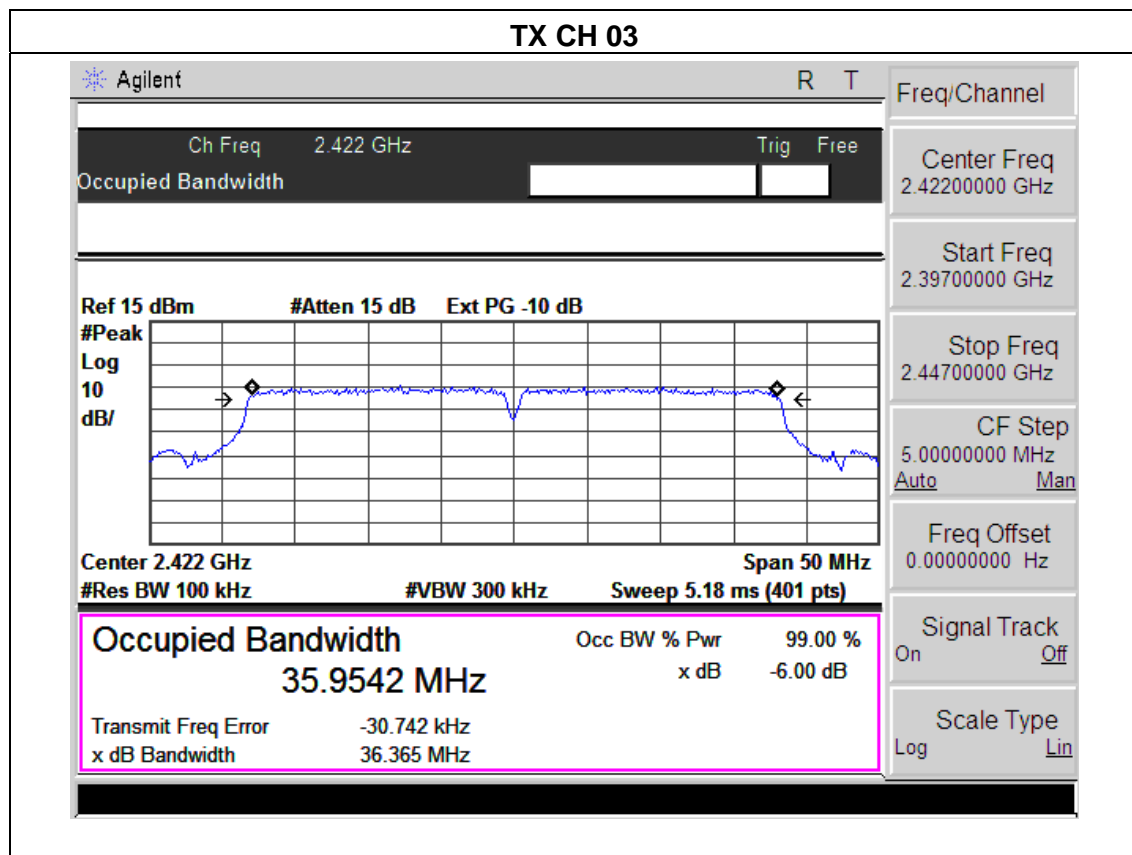 TX CH 03
Agilent
R T
Ch Freq 2.422 GHz Trig Free
Occupied Bandwidth
Ref 15 dBm #Atten 15 dB Ext PG -10 dB
#Peak
Log
10
dB/
Center 2.422 GHz Span 50 MHz
#Res BW 100 kHz #VBW 300 kHz Sweep 5.18 ms (401 pts)
Occupied Bandwidth Occ BW % Pwr 99.00 %
35.9542 MHz x dB -6.00 dB
Transmit Freq Error -30.742 kHz
x dB Bandwidth 36.365 MHz
Freq/Channel
Center Freq
2.42200000 GHz
Start Freq
2.39700000 GHz
Stop Freq
2.44700000 GHz
CF Step
5.00000000 MHz
Auto Man
Freq Offset
0.00000000 Hz
Signal Track
On Off
Scale Type
Log Lin